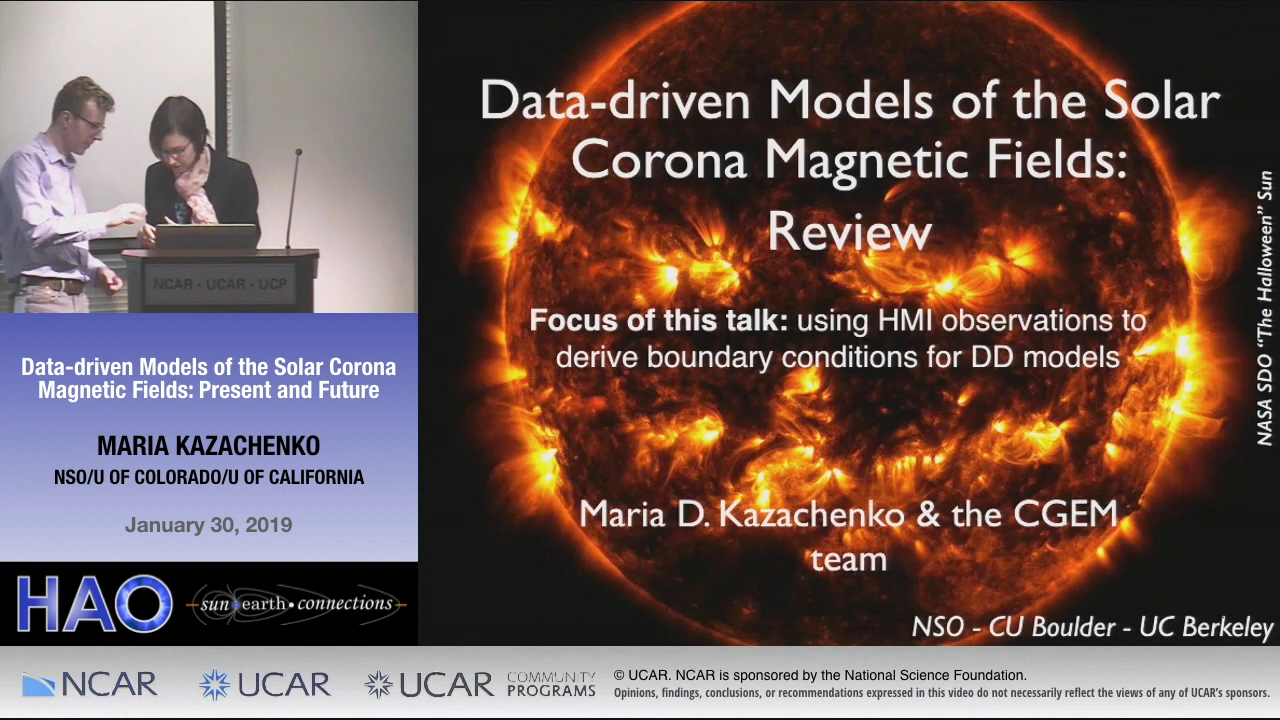 NCAR • UCAR • UCP
Data-driven Models of the Solar Corona
Magnetic Fields: Present and Future
MARIA KAZACHENKO
NSO/U OF COLORADO/U OF CALIFORNIA
January 30, 2019
HAO
sun•earth•connections
Data-driven Models of the Solar
Corona Magnetic Fields:
Review
Focus of this talk: using HMI observations to
derive boundary conditions for DD models
Maria D. Kazachenko & the CGEM
team
NSO - CU Boulder - UC Berkeley
NASA SDO “The Halloween” Sun
NCAR
UCAR
UCAR
COMMUNITY
PROGRAMS
© UCAR. NCAR is sponsored by the National Science Foundation.
Opinions, findings, conclusions, or recommendations expressed in this video do not necessarily reflect the views of any of UCAR's sponsors.